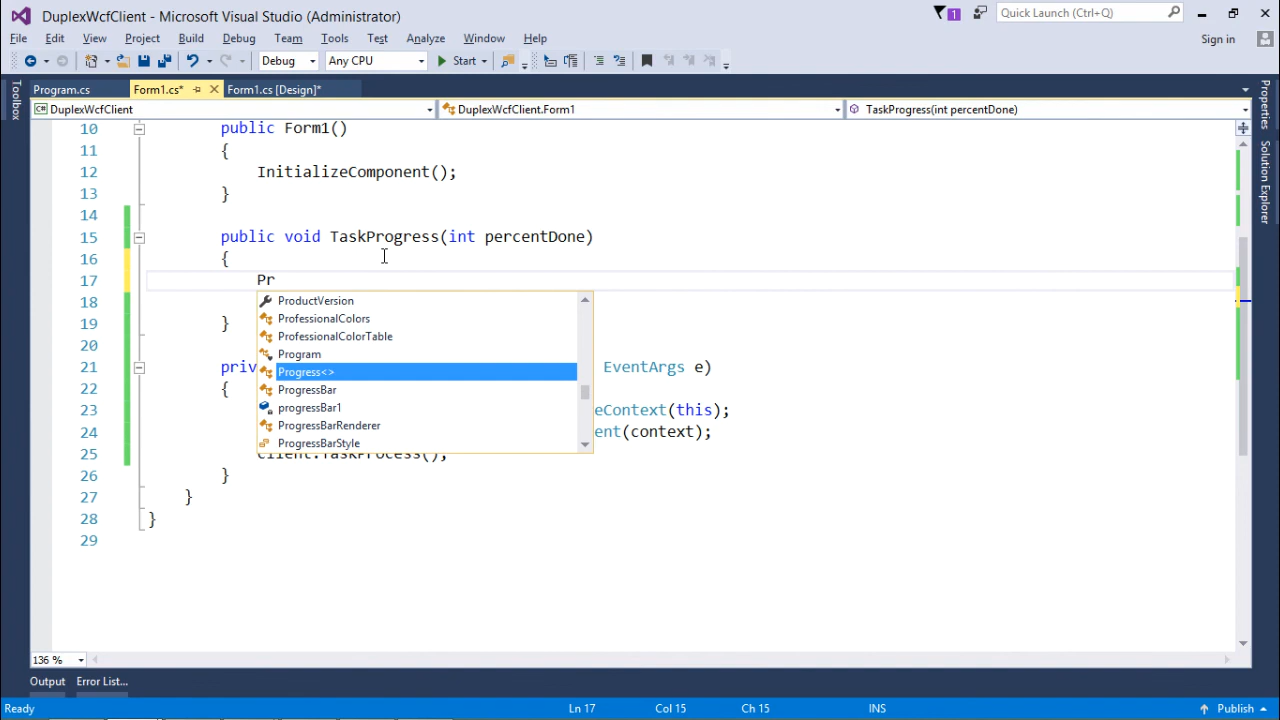 DuplexWcfClient - Microsoft Visual Studio (Administrator)
1
Quick Launch (Ctrl+Q)
File Edit View Project Build Debug Team Tools Test Analyze Window Help
Sign in
Debug Any CPU Start
Toolbox
Program.cs Form1.cs* Form1.cs [Design]*
Properties
Solution Explorer
DuplexWcfClient DuplexWcfClient.Form1 TaskProgress(int percentDone)
10 public Form1()
11 {
12 InitializeComponent();
13 }
14
15 public void TaskProgress(int percentDone)
16 {
17 Pr
ProductVersion
18
ProfessionalColors
19 }
ProfessionalColorTable
20
Program
21 priv EventArgs e)
Progress<>
22 {
ProgressBar
progressBar1
23 eContext(this);
ProgressBarRenderer
24 ent(context);
ProgressBarStyle
25 client.TaskProcess();
26 }
27 }
28 }
29
136 %
Output Error List...
Ready Ln 17 Col 15 Ch 15 INS Publish